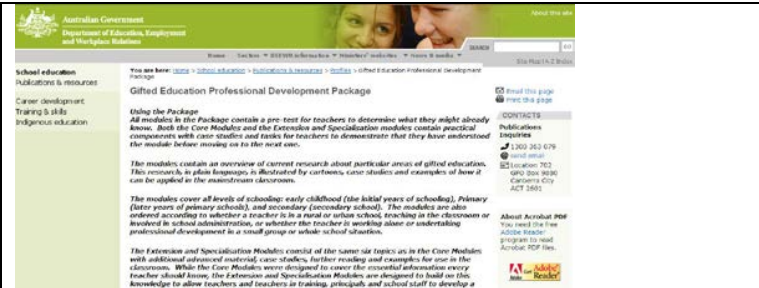 About this site
Australian Government
Department of Education, Employment
and Workplace Relations
SEARCH
GO
Home
Site Map | A-Z Index
School education
Publications & resources
Career development
Training & skills
Indigenous education
You are here: Home > School education > Publications & resources > Profiles > Gifted Education Professional Development
Package
Gifted Education Professional Development Package
Using the Package
All modules in the Package contain a pre-test for teachers to determine what they might already
know. Both the Core Modules and the Extension and Specialisation modules contain practical
components with case studies and tasks for teachers to demonstrate that they have understood
the module before moving on to the next one.
The modules contain an overview of current research about particular areas of gifted education.
This research, in plain language, is illustrated by cartoons, case studies and examples of how it
can be applied in the mainstream classroom.
The modules cover all levels of schooling: early childhood (the initial years of schooling), Primary
(later years of primary schools), and secondary (secondary school). The modules are also
ordered according to whether a teacher is in a rural or urban school, teaching in the classroom or
involved in school administration, or whether the teacher is working alone or undertaking
professional development in a small group or whole school situation.
The Extension and Specialisation Modules consist of the same six topics as in the Core Modules
with additional advanced material, case studies, further reading and examples for use in the
classroom. While the Core Modules were designed to cover the essential information every
teacher should know, the Extension and Specialisation Modules are designed to build on this
knowledge to allow teachers and teachers in training, principals and school staff to develop a
Email this page
Print this page
CONTACTS
Publications
Inquiries
send email
Location 702
GPO Box 9880
Canberra City
ACT 2601
About Acrobat PDF
You need the free
Adobe Reader
program to read
Acrobat PDF files.
Get Adobe
Reader